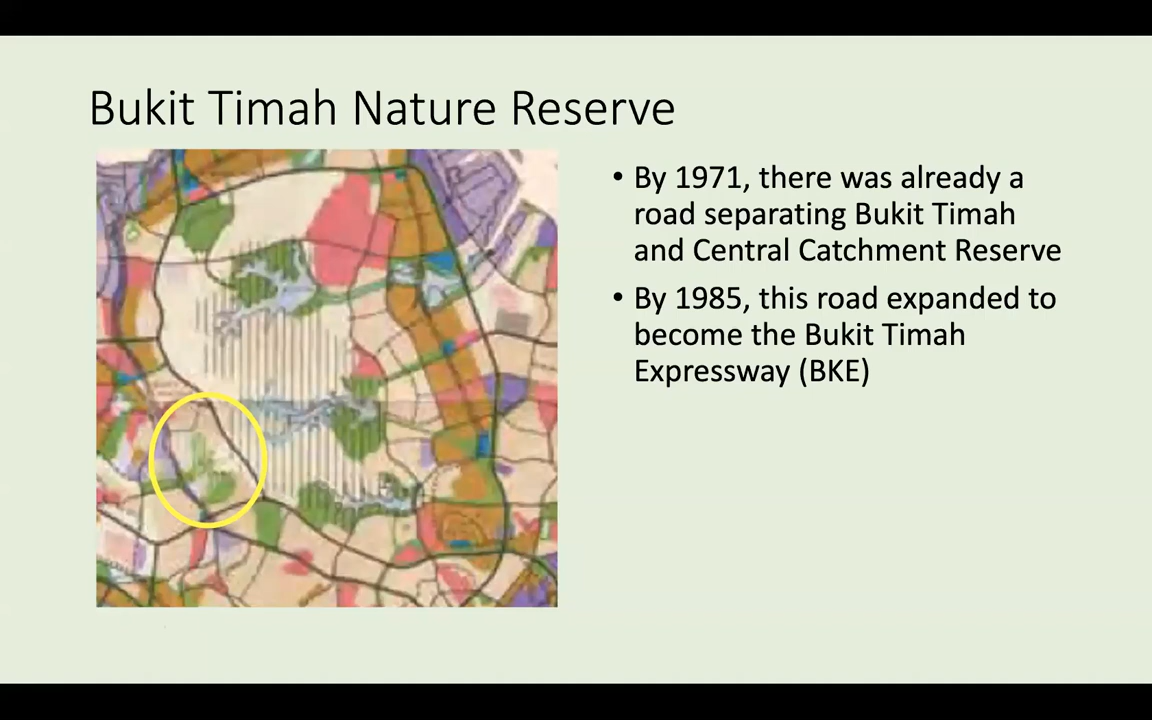 Bukit Timah Nature Reserve
• By 1971, there was already a
road separating Bukit Timah
and Central Catchment Reserve
• By 1985, this road expanded to
become the Bukit Timah
Expressway (BKE)